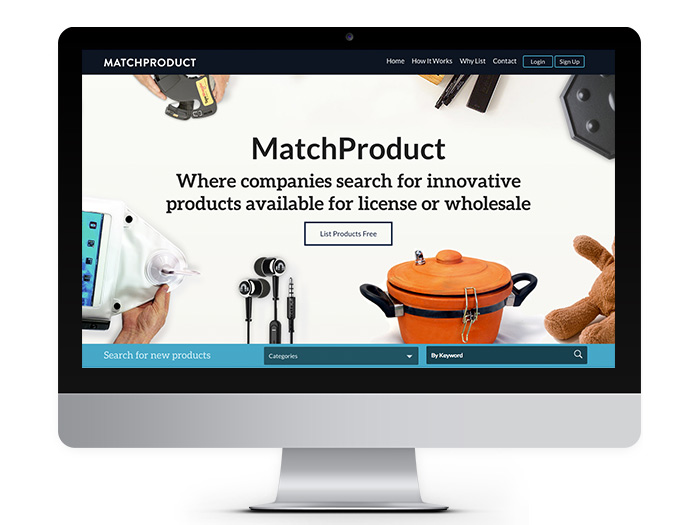 MATCHPRODUCT
Home How It Works Why List Contact Login Sign Up
MatchProduct
Where companies search for innovative
products available for license or wholesale
List Products Free
Search for new products Categories By Keyword